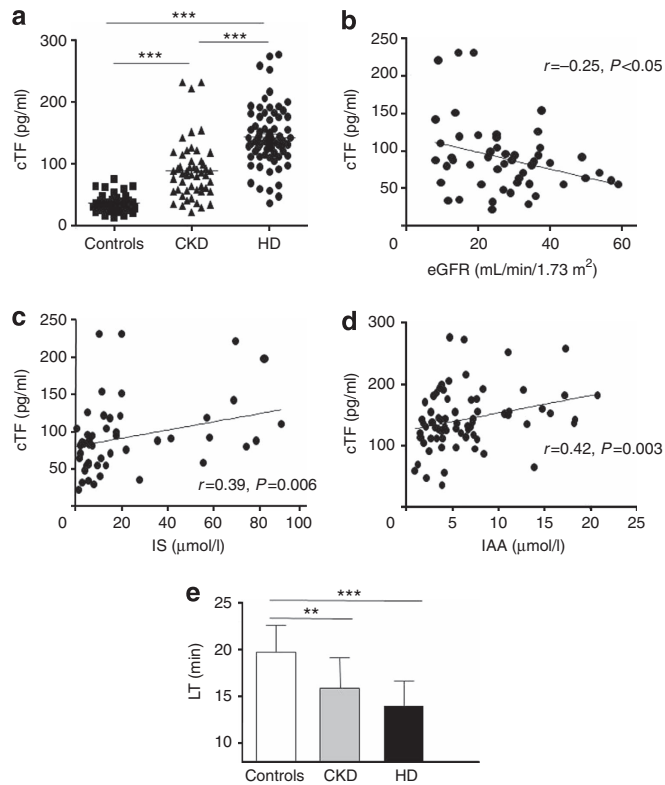 a
***
***
***
300
200
100
0
cTF (pg/ml)
Controls
CKD
HD
b
250
200
150
100
50
0
cTF (pg/ml)
r=–0.25, P<0.05
0
20
40
60
eGFR (mL/min/1.73 m²)
c
250
200
150
100
50
cTF (pg/ml)
r=0.39, P=0.006
0
20
40
60
80
100
IS (μmol/l)
d
300
200
100
0
cTF (pg/ml)
r=0.42, P=0.003
0
5
10
15
20
25
IAA (μmol/l)
e
***
**
25
20
15
10
LT (min)
Controls
CKD
HD